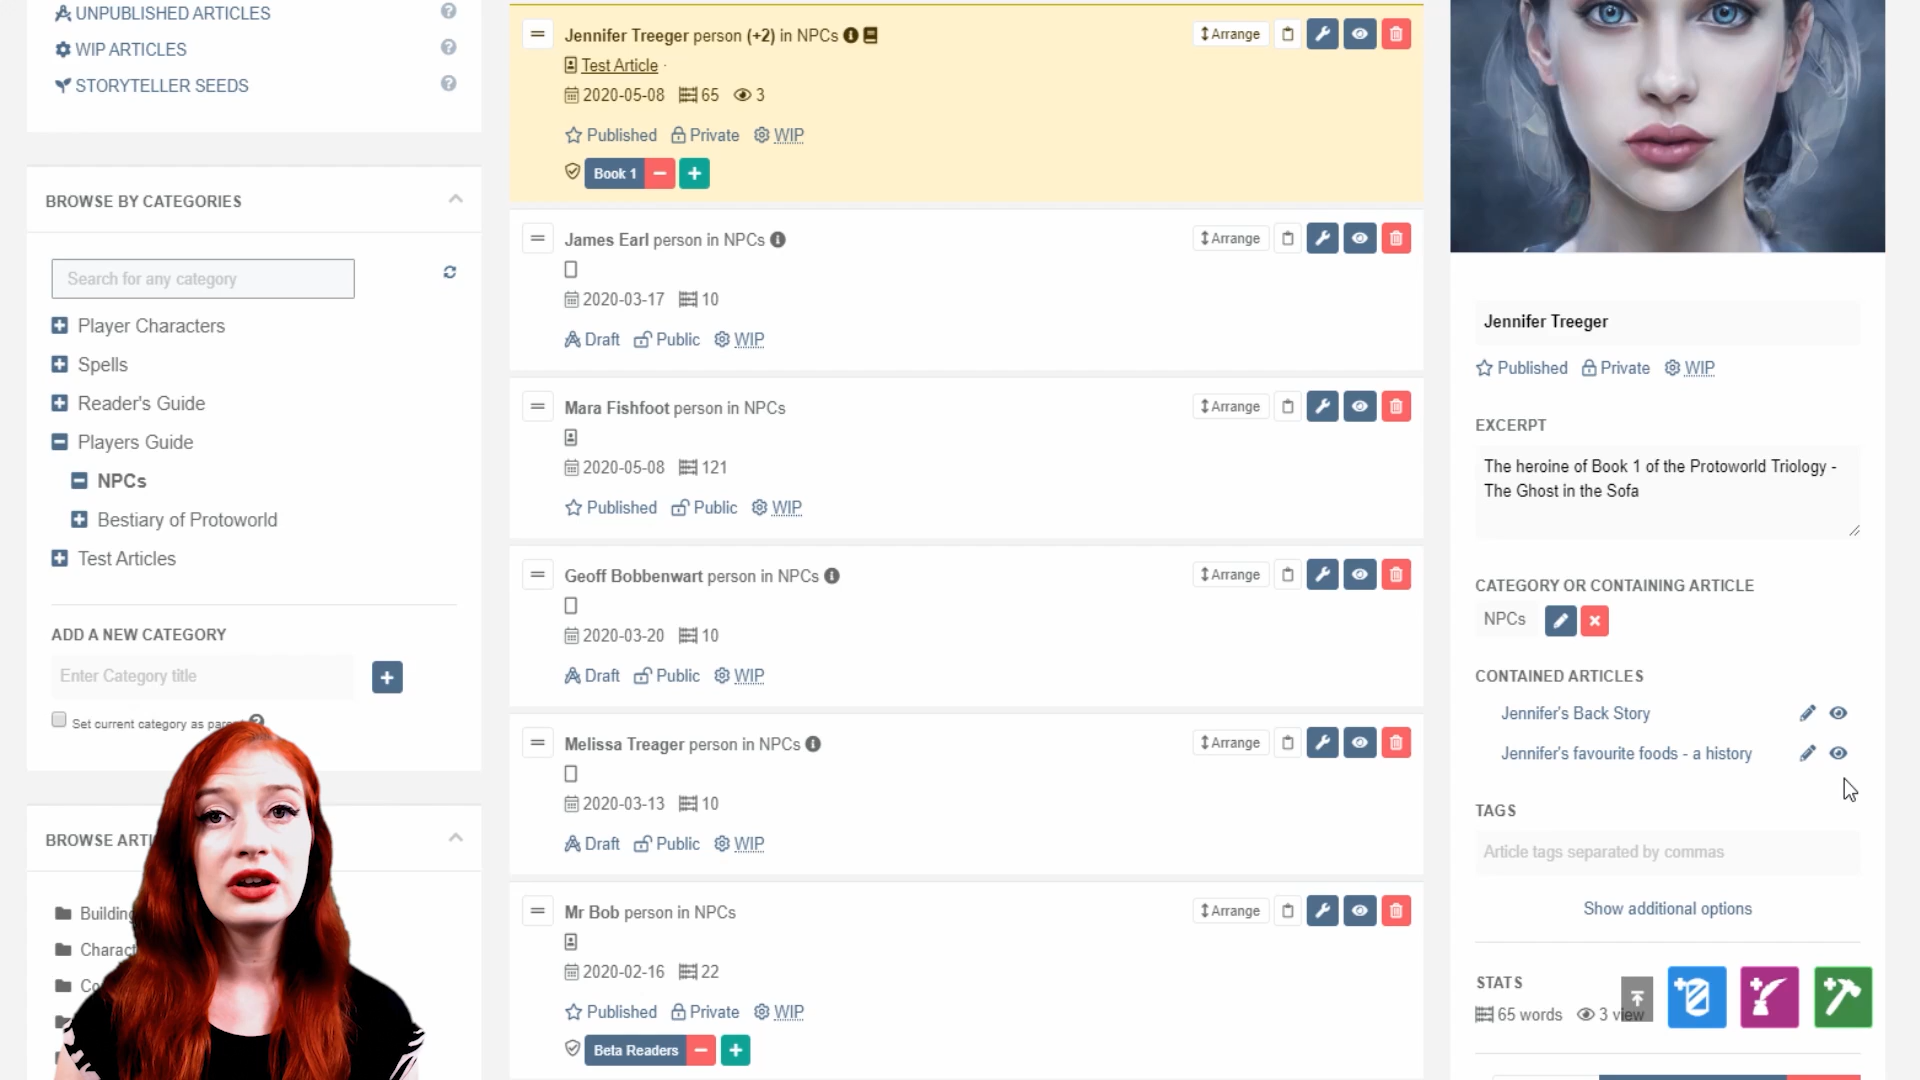 UNPUBLISHED ARTICLES
WIP ARTICLES
STORYTELLER SEEDS
BROWSE BY CATEGORIES
Search for any category
Player Characters
Spells
Reader's Guide
Players Guide
NPCs
Bestiary of Protoworld
Test Articles
ADD A NEW CATEGORY
Enter Category title
Set current category as
BROWSE
Jennifer Treeger person (+2) in NPCs
Arrange
Test Article ·
2020-05-08 65 3
Published Private WIP
Book 1
James Earl person in NPCs
Arrange
2020-03-17 10
Draft Public WIP
Mara Fishfoot person in NPCs
Arrange
2020-05-08 121
Published Public WIP
Geoff Bobbenwart person in NPCs
Arrange
2020-03-20 10
Draft Public WIP
Melissa Treager person in NPCs
Arrange
2020-03-13 10
Draft Public WIP
Mr Bob person in NPCs
Arrange
2020-02-16 22
Published Private WIP
Beta Readers
Jennifer Treeger
Published Private WIP
EXCERPT
The heroine of Book 1 of the Protoworld Triology -
The Ghost in the Sofa
CATEGORY OR CONTAINING ARTICLE
NPCs
CONTAINED ARTICLES
Jennifer's Back Story
Jennifer's favourite foods - a history
TAGS
Article tags separated by commas
Show additional options
STATS
65 words 3 view